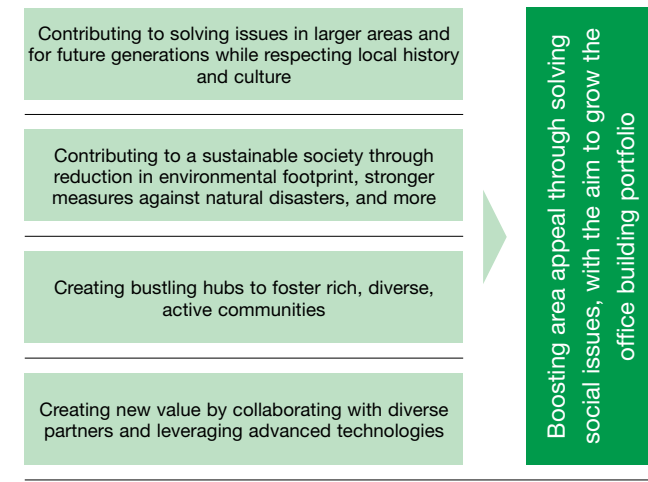 Contributing to solving issues in larger areas and
for future generations while respecting local history
and culture
Contributing to a sustainable society through
reduction in environmental footprint, stronger
measures against natural disasters, and more
Creating bustling hubs to foster rich, diverse,
active communities
Creating new value by collaborating with diverse
partners and leveraging advanced technologies
Boosting area appeal through solving
social issues, with the aim to grow the
office building portfolio